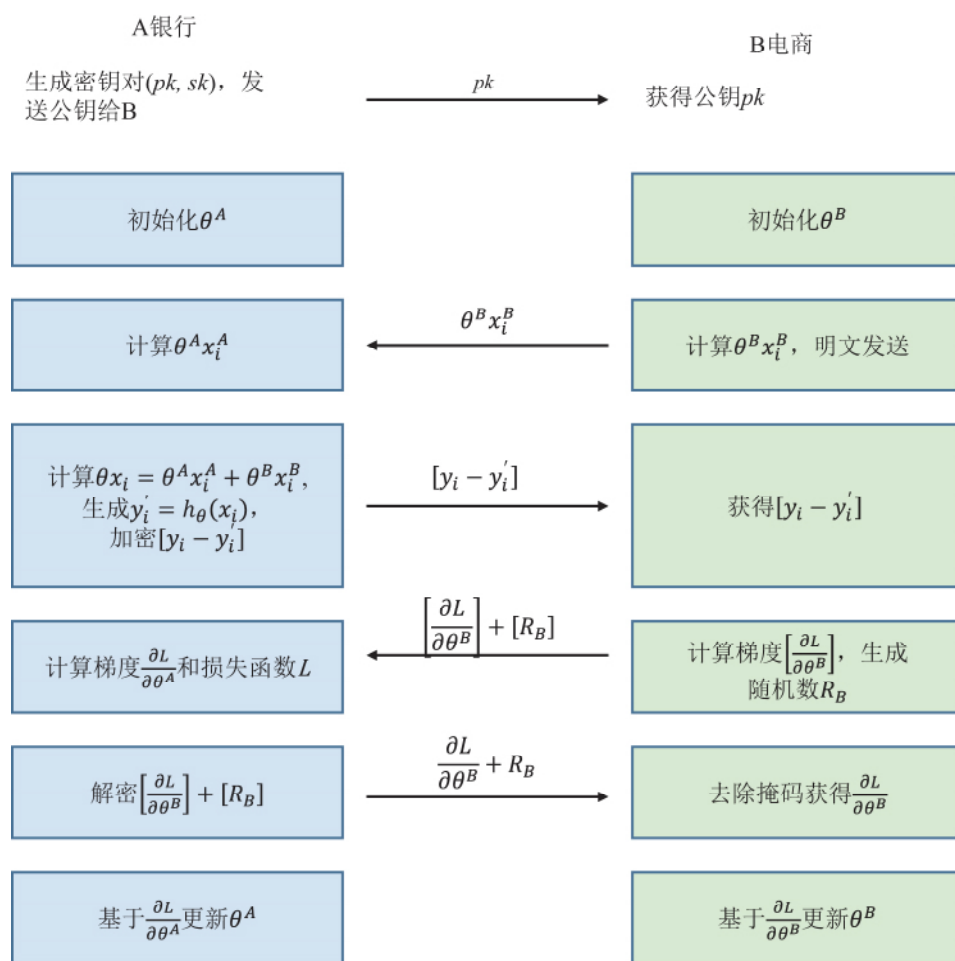 A银行
B电商
生成密钥对(pk, sk)，发
送公钥给B
pk
获得公钥pk
初始化θ^A
初始化θ^B
计算θ^A x_i^A
θ^B x_i^B
计算θ^B x_i^B，明文发送
计算θx_i = θ^A x_i^A + θ^B x_i^B,
生成y_i^' = h_θ(x_i)，
加密[y_i − y_i^']
[y_i − y_i^']
获得[y_i − y_i^']
计算梯度∂L/∂θ^A和损失函数L
[∂L/∂θ^B] + [R_B]
计算梯度[∂L/∂θ^B]，生成
随机数R_B
解密[∂L/∂θ^B] + [R_B]
∂L/∂θ^B + R_B
去除掩码获得∂L/∂θ^B
基于∂L/∂θ^A更新θ^A
基于∂L/∂θ^B更新θ^B